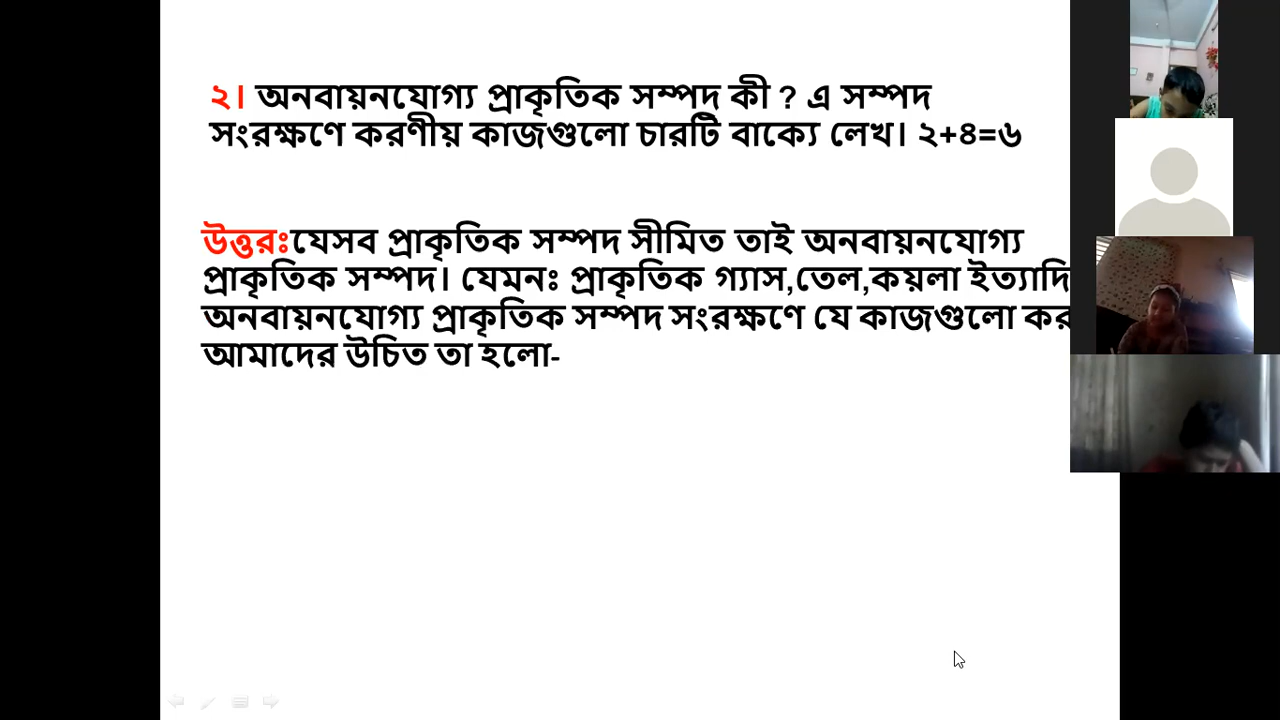 ২। অনবায়নযোগ্য প্রাকৃতিক সম্পদ কী ? এ সম্পদ
সংরক্ষণে করণীয় কাজগুলো চারটি বাক্যে লেখ। ২+৪=৬
উত্তরঃযেসব প্রাকৃতিক সম্পদ সীমিত তাই অনবায়নযোগ্য
প্রাকৃতিক সম্পদ। যেমনঃ প্রাকৃতিক গ্যাস,তেল,কয়লা ইত্যাদি
অনবায়নযোগ্য প্রাকৃতিক সম্পদ সংরক্ষণে যে কাজগুলো
আমাদের উচিত তা হলো-